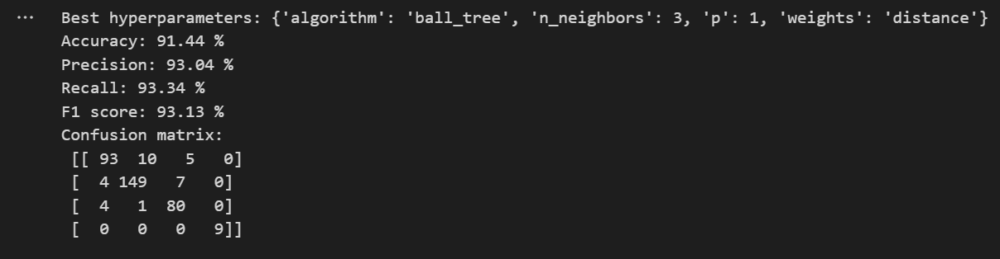 Best hyperparameters: {'algorithm': 'ball_tree', 'n_neighbors': 3, 'p': 1, 'weights': 'distance'}
Accuracy: 91.44 %
Precision: 93.04 %
Recall: 93.34 %
F1 score: 93.13 %
Confusion matrix:
 [[ 93  10   5   0]
 [  4 149   7   0]
 [  4   1  80   0]
 [  0   0   0   9]]